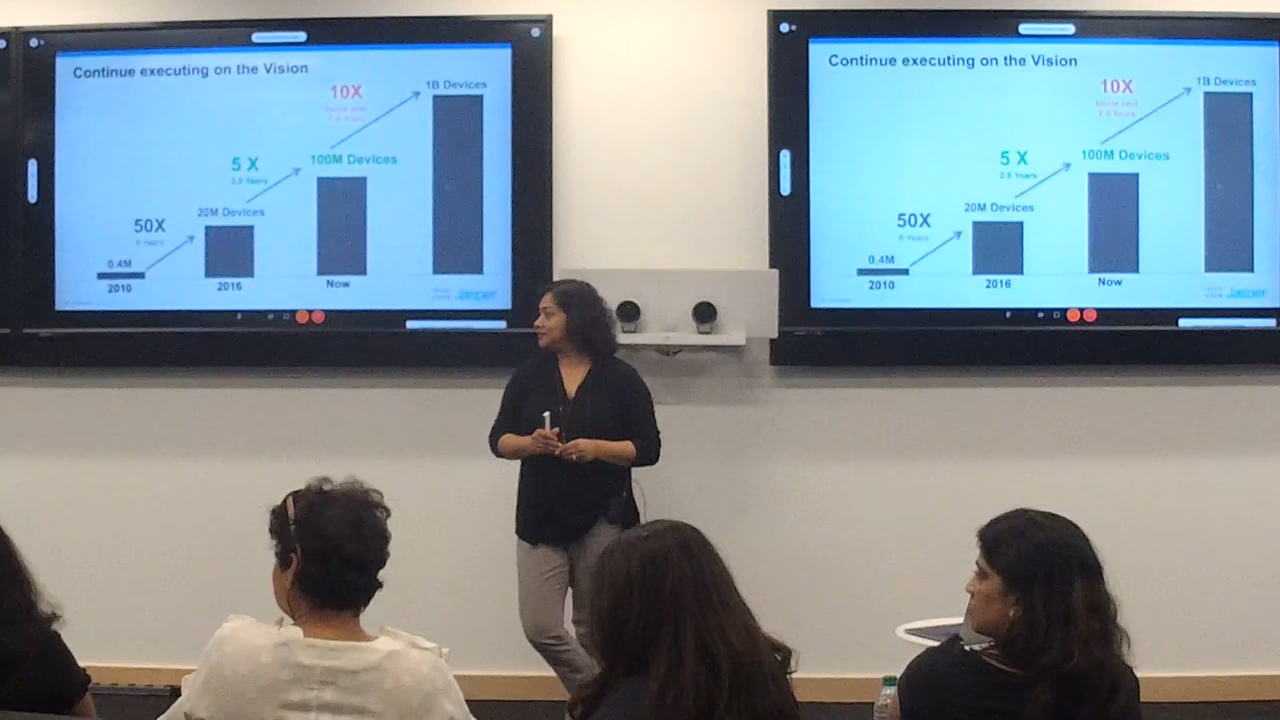 Continue executing on the Vision
10X
1B Devices
5 X
2.5 Years
100M Devices
50X
6 Years
20M Devices
0.4M
2010
2016
Now
Jasper
Continue executing on the Vision
10X
1B Devices
5 X
2.5 Years
100M Devices
50X
6 Years
20M Devices
0.4M
2010
2016
Now
Jasper